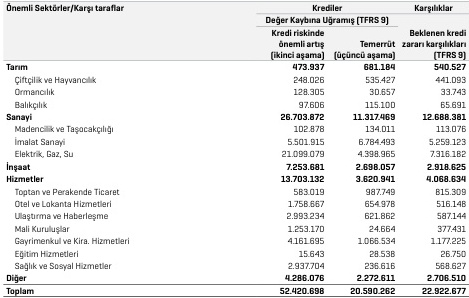 Önemli Sektörler/Karşı taraflar Krediler Karşılıklar
Değer Kaybına Uğramış (TFRS 9)
Kredi riskinde önemli artış (ikinci aşama) Temerrüt (üçüncü aşama) Beklenen kredi zararı karşılıkları (TFRS 9)
Tarım 473.937 681.184 540.527
Çiftçilik ve Hayvancılık 248.026 535.427 441.093
Ormancılık 128.305 30.657 33.743
Balıkçılık 97.606 115.100 65.691
Sanayi 26.703.872 11.317.469 12.688.381
Madencilik ve Taşocakçılığı 102.878 134.011 113.076
İmalat Sanayi 5.501.915 6.784.493 5.259.123
Elektrik, Gaz, Su 21.099.079 4.398.965 7.316.182
İnşaat 7.253.681 2.698.057 2.918.625
Hizmetler 13.703.132 3.620.941 4.068.634
Toptan ve Perakende Ticaret 583.019 987.749 815.309
Otel ve Lokanta Hizmetleri 1.758.667 654.978 516.148
Ulaştırma ve Haberleşme 2.993.234 621.862 587.144
Mali Kuruluşlar 1.253.170 24.664 377.431
Gayrimenkul ve Kira. Hizmetleri 4.161.695 1.066.534 1.177.225
Eğitim Hizmetleri 15.643 28.538 26.750
Sağlık ve Sosyal Hizmetler 2.937.704 236.616 568.627
Diğer 4.286.076 2.272.611 2.706.510
Toplam 52.420.698 20.590.262 22.922.677